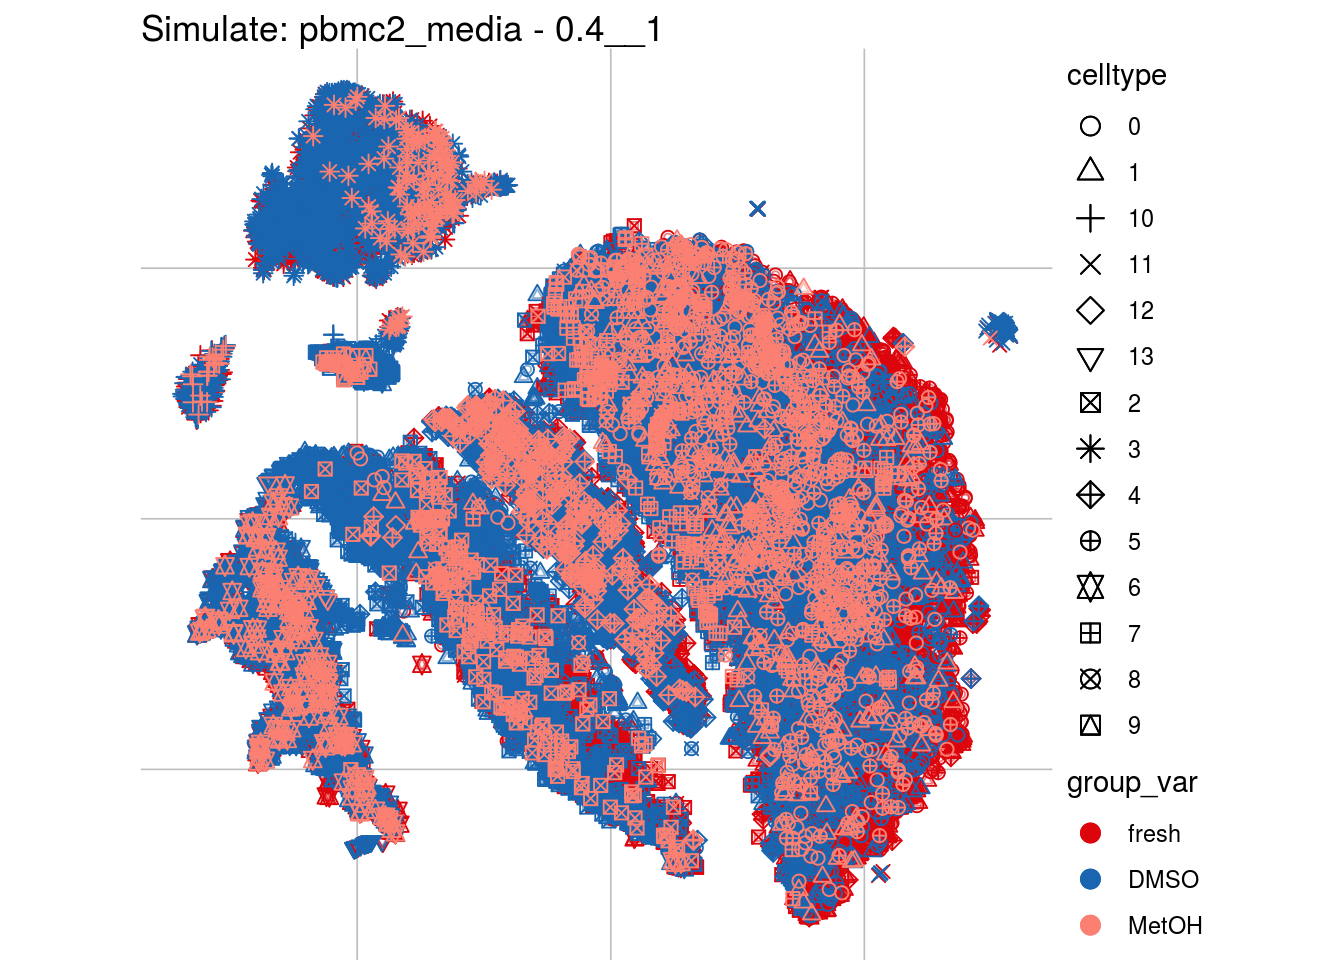 Simulate: pbmc2_media - 0.4__1
celltype
0
1
10
11
12
13
2
3
4
5
6
7
8
9
group_var
fresh
DMSO
MetOH